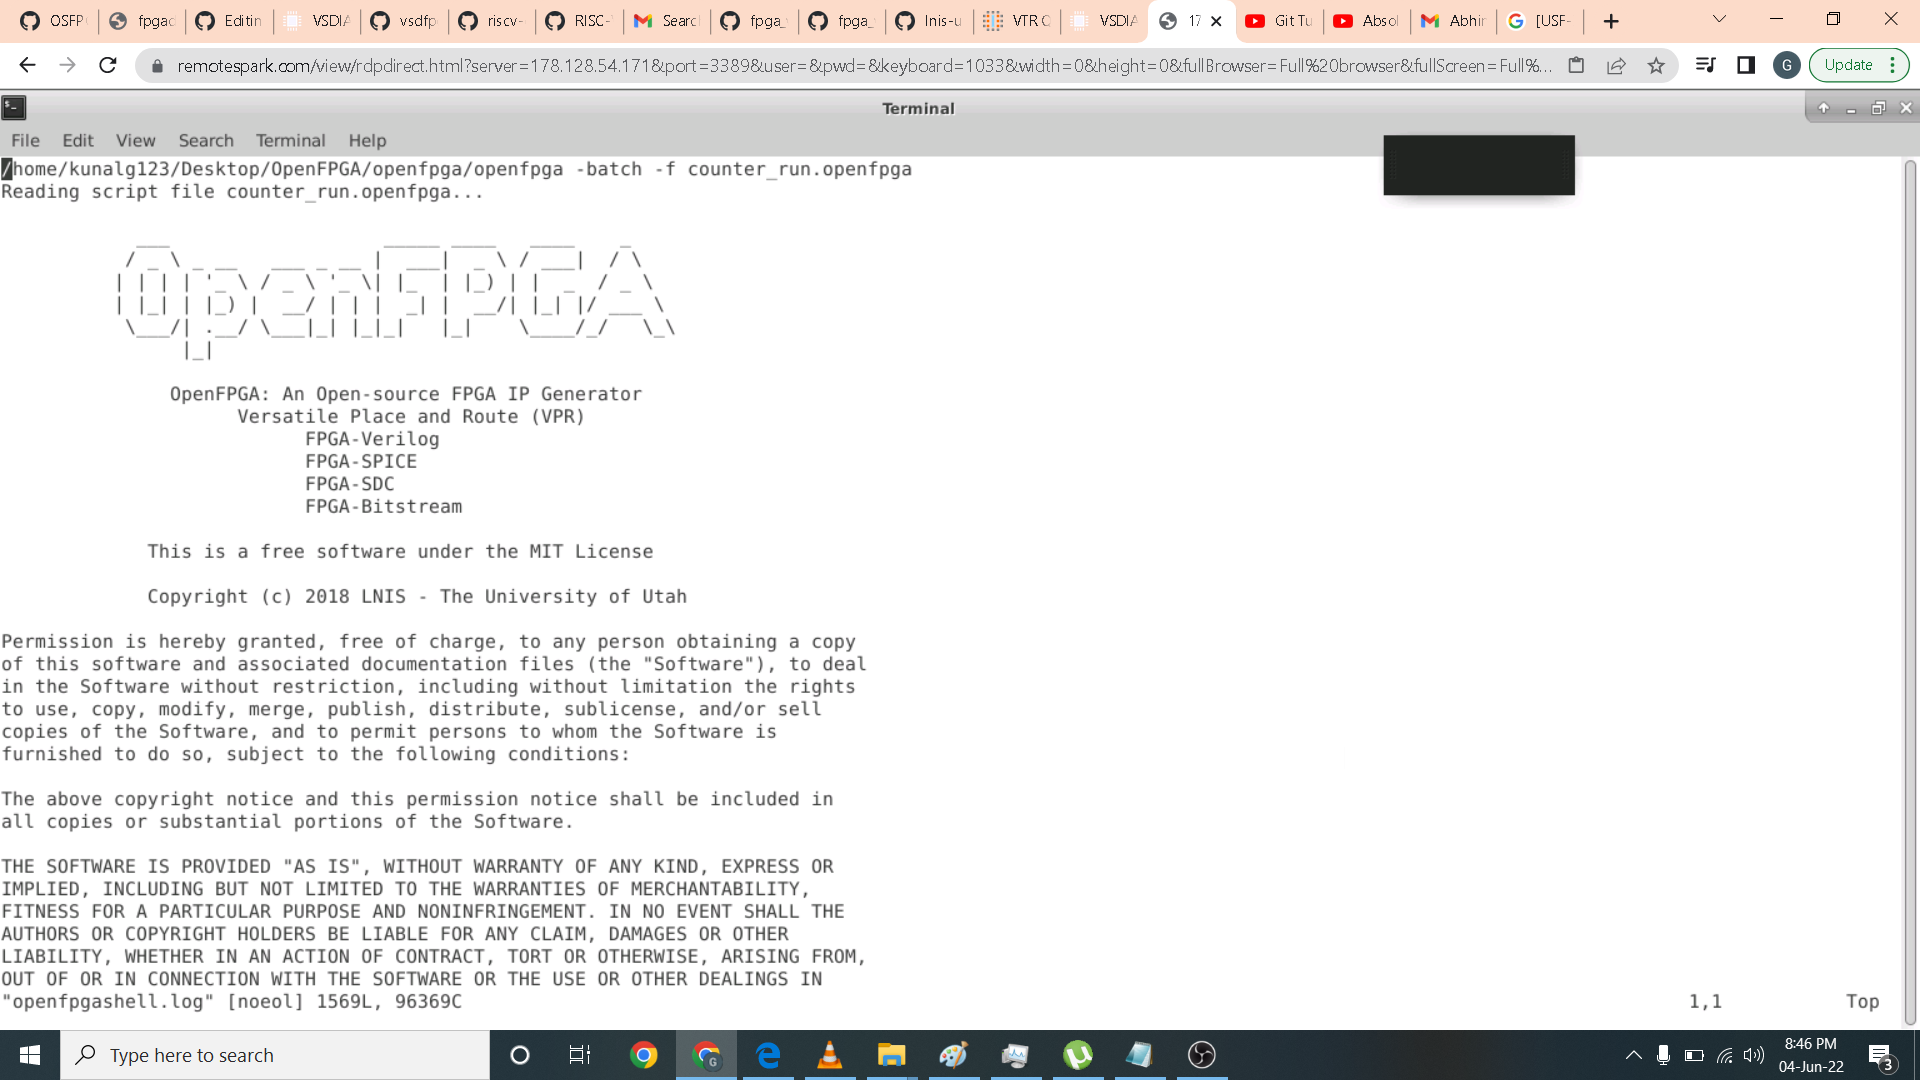 OSFP
fpgad
Editin
VSDIA
vsdfp
riscv-
RISC-
Searc
fpga_
fpga_
lnis-u
VTR C
VSDIA
17
Git Tu
Abso
Abhir
[USF-
remotespark.com/view/rdpdirect.html?server=178.128.54.171&port=3389&user=&pwd=&keyboard=1033&width=0&height=0&fullBrowser=Full%20browser&fullScreen=Full%...
G
Update
Terminal
File Edit View Search Terminal Help
/home/kunalg123/Desktop/OpenFPGA/openfpga/openfpga -batch -f counter_run.openfpga
Reading script file counter_run.openfpga...
OpenFPGA
OpenFPGA: An Open-source FPGA IP Generator
Versatile Place and Route (VPR)
FPGA-Verilog
FPGA-SPICE
FPGA-SDC
FPGA-Bitstream
This is a free software under the MIT License
Copyright (c) 2018 LNIS - The University of Utah
Permission is hereby granted, free of charge, to any person obtaining a copy
of this software and associated documentation files (the "Software"), to deal
in the Software without restriction, including without limitation the rights
to use, copy, modify, merge, publish, distribute, sublicense, and/or sell
copies of the Software, and to permit persons to whom the Software is
furnished to do so, subject to the following conditions:
The above copyright notice and this permission notice shall be included in
all copies or substantial portions of the Software.
THE SOFTWARE IS PROVIDED "AS IS", WITHOUT WARRANTY OF ANY KIND, EXPRESS OR
IMPLIED, INCLUDING BUT NOT LIMITED TO THE WARRANTIES OF MERCHANTABILITY,
FITNESS FOR A PARTICULAR PURPOSE AND NONINFRINGEMENT. IN NO EVENT SHALL THE
AUTHORS OR COPYRIGHT HOLDERS BE LIABLE FOR ANY CLAIM, DAMAGES OR OTHER
LIABILITY, WHETHER IN AN ACTION OF CONTRACT, TORT OR OTHERWISE, ARISING FROM,
OUT OF OR IN CONNECTION WITH THE SOFTWARE OR THE USE OR OTHER DEALINGS IN
"openfpgashell.log" [noeol] 1569L, 96369C 1,1 Top
Type here to search
8:46 PM
04-Jun-22
3